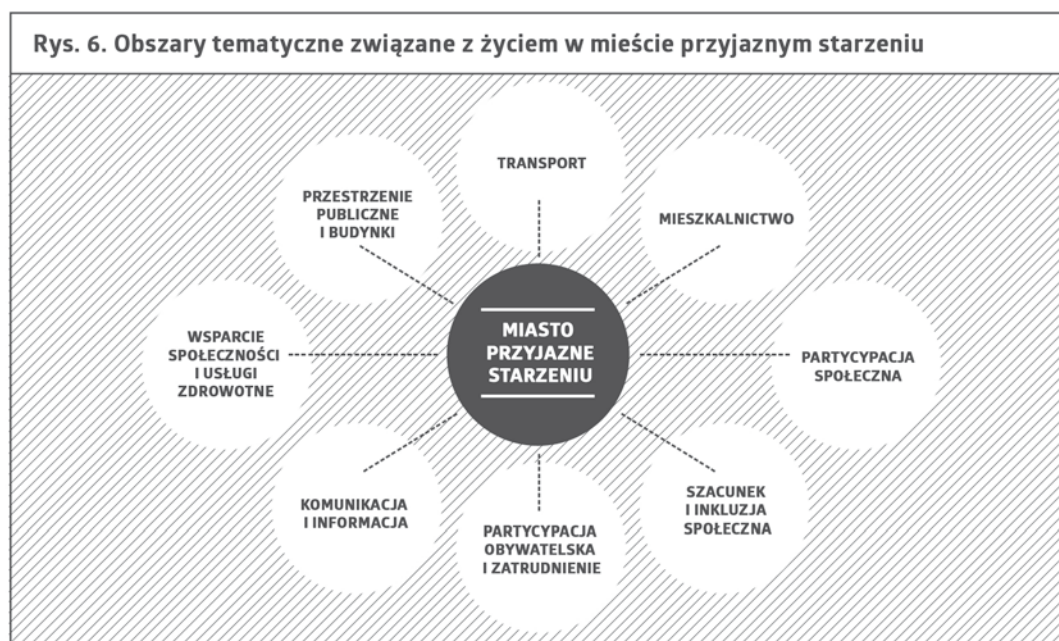 Rys. 6. Obszary tematyczne związane z życiem w mieście przyjaznym starzeniu
TRANSPORT
MIESZKALNICTWO
PARTYCYPACJA
SPOŁECZNA
SZACUNEK
I INKLUZJA
SPOŁECZNA
PARTYCYPACJA
OBYWATELSKA
I ZATRUDNIENIE
KOMUNIKACJA
I INFORMACJA
WSPARCIE
SPOŁECZNOŚCI
I USŁUGI
ZDROWOTNE
PRZESTRZENIE
PUBLICZNE
I BUDYNKI
MIASTO
PRZYJAZNE
STARZENIU